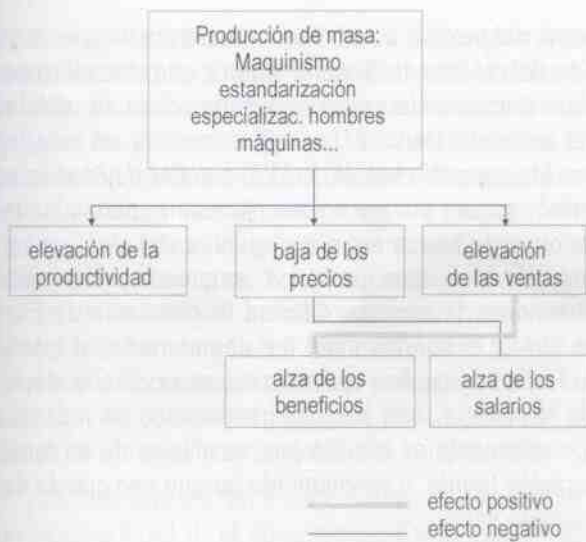 Producción de masa:
Maquinismo
estandarización
especializac. hombres
máquinas...
elevación de la
productividad
baja de los
precios
elevación
de las ventas
alza de los
beneficios
alza de los
salarios
efecto positivo
efecto negativo